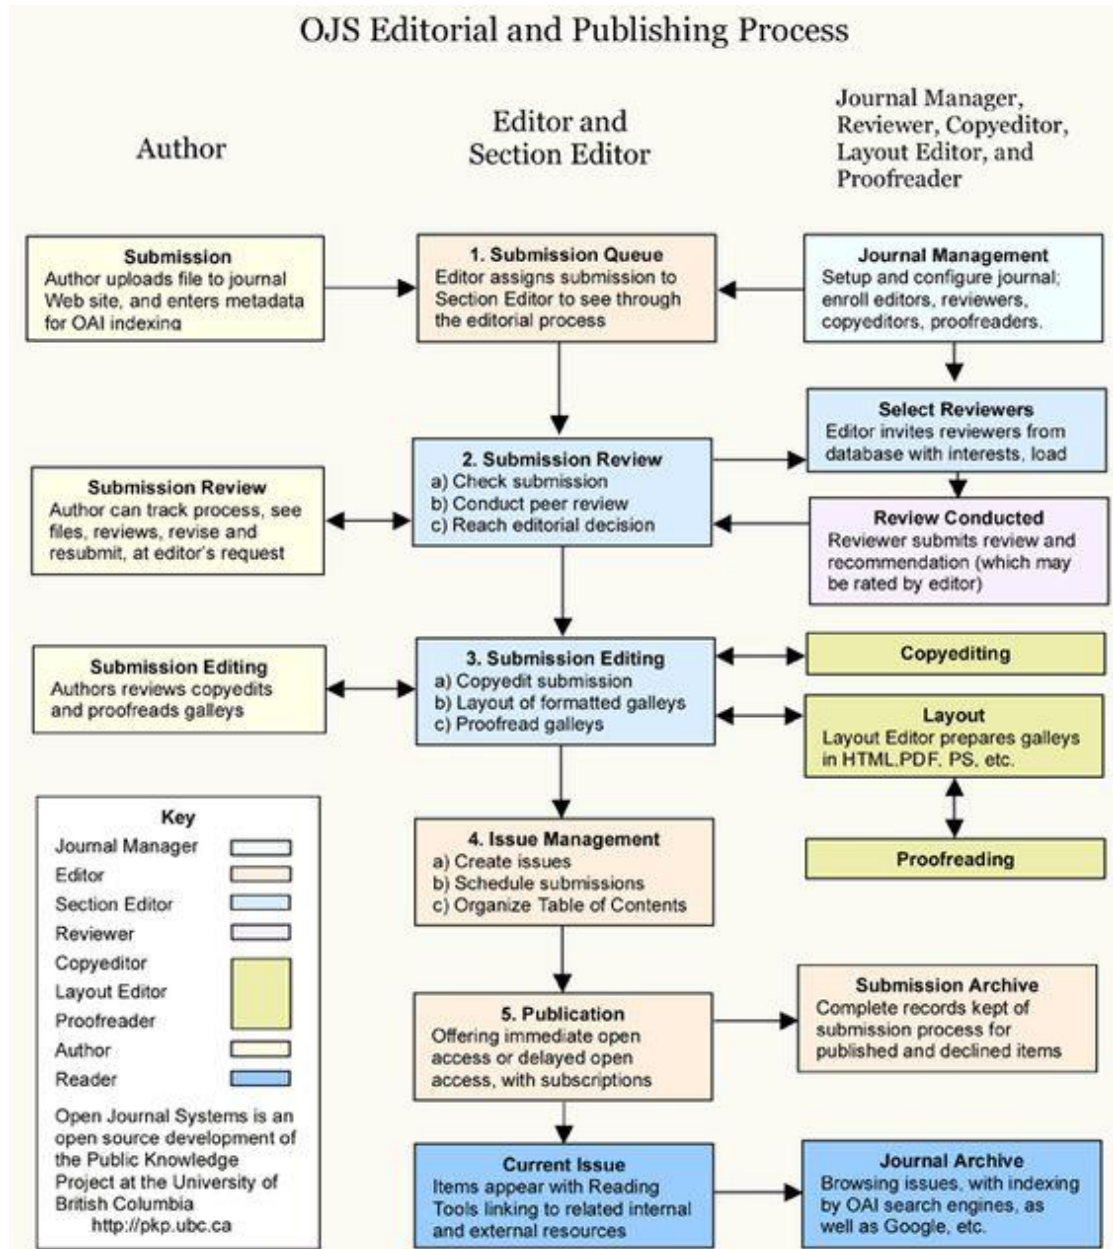 OJS Editorial and Publishing Process
Author
Editor and
Section Editor
Journal Manager,
Reviewer, Copyeditor,
Layout Editor, and
Proofreader
Submission
Author uploads file to journal
Web site, and enters metadata
for OAI indexing
1. Submission Queue
Editor assigns submission to
Section Editor to see through
the editorial process
Journal Management
Setup and configure journal;
enroll editors, reviewers,
copyeditors, proofreaders.
Select Reviewers
Editor invites reviewers from
database with interests, load
2. Submission Review
a) Check submission
b) Conduct peer review
c) Reach editorial decision
Submission Review
Author can track process, see
files, reviews, revise and
resubmit, at editor's request
Review Conducted
Reviewer submits review and
recommendation (which may
be rated by editor)
3. Submission Editing
a) Copyedit submission
b) Layout of formatted galleys
c) Proofread galleys
Submission Editing
Authors reviews copyedits
and proofreads galleys
Copyediting
Layout
Layout Editor prepares galleys
in HTML,PDF, PS, etc.
Proofreading
Key
Journal Manager
Editor
Section Editor
Reviewer
Copyeditor
Layout Editor
Proofreader
Author
Reader
Open Journal Systems is an
open source development of
the Public Knowledge
Project at the University of
British Columbia
http://pkp.ubc.ca
4. Issue Management
a) Create issues
b) Schedule submissions
c) Organize Table of Contents
5. Publication
Offering immediate open
access or delayed open
access, with subscriptions
Submission Archive
Complete records kept of
submission process for
published and declined items
Current Issue
Items appear with Reading
Tools linking to related internal
and external resources
Journal Archive
Browsing issues, with indexing
by OAI search engines, as
well as Google, etc.